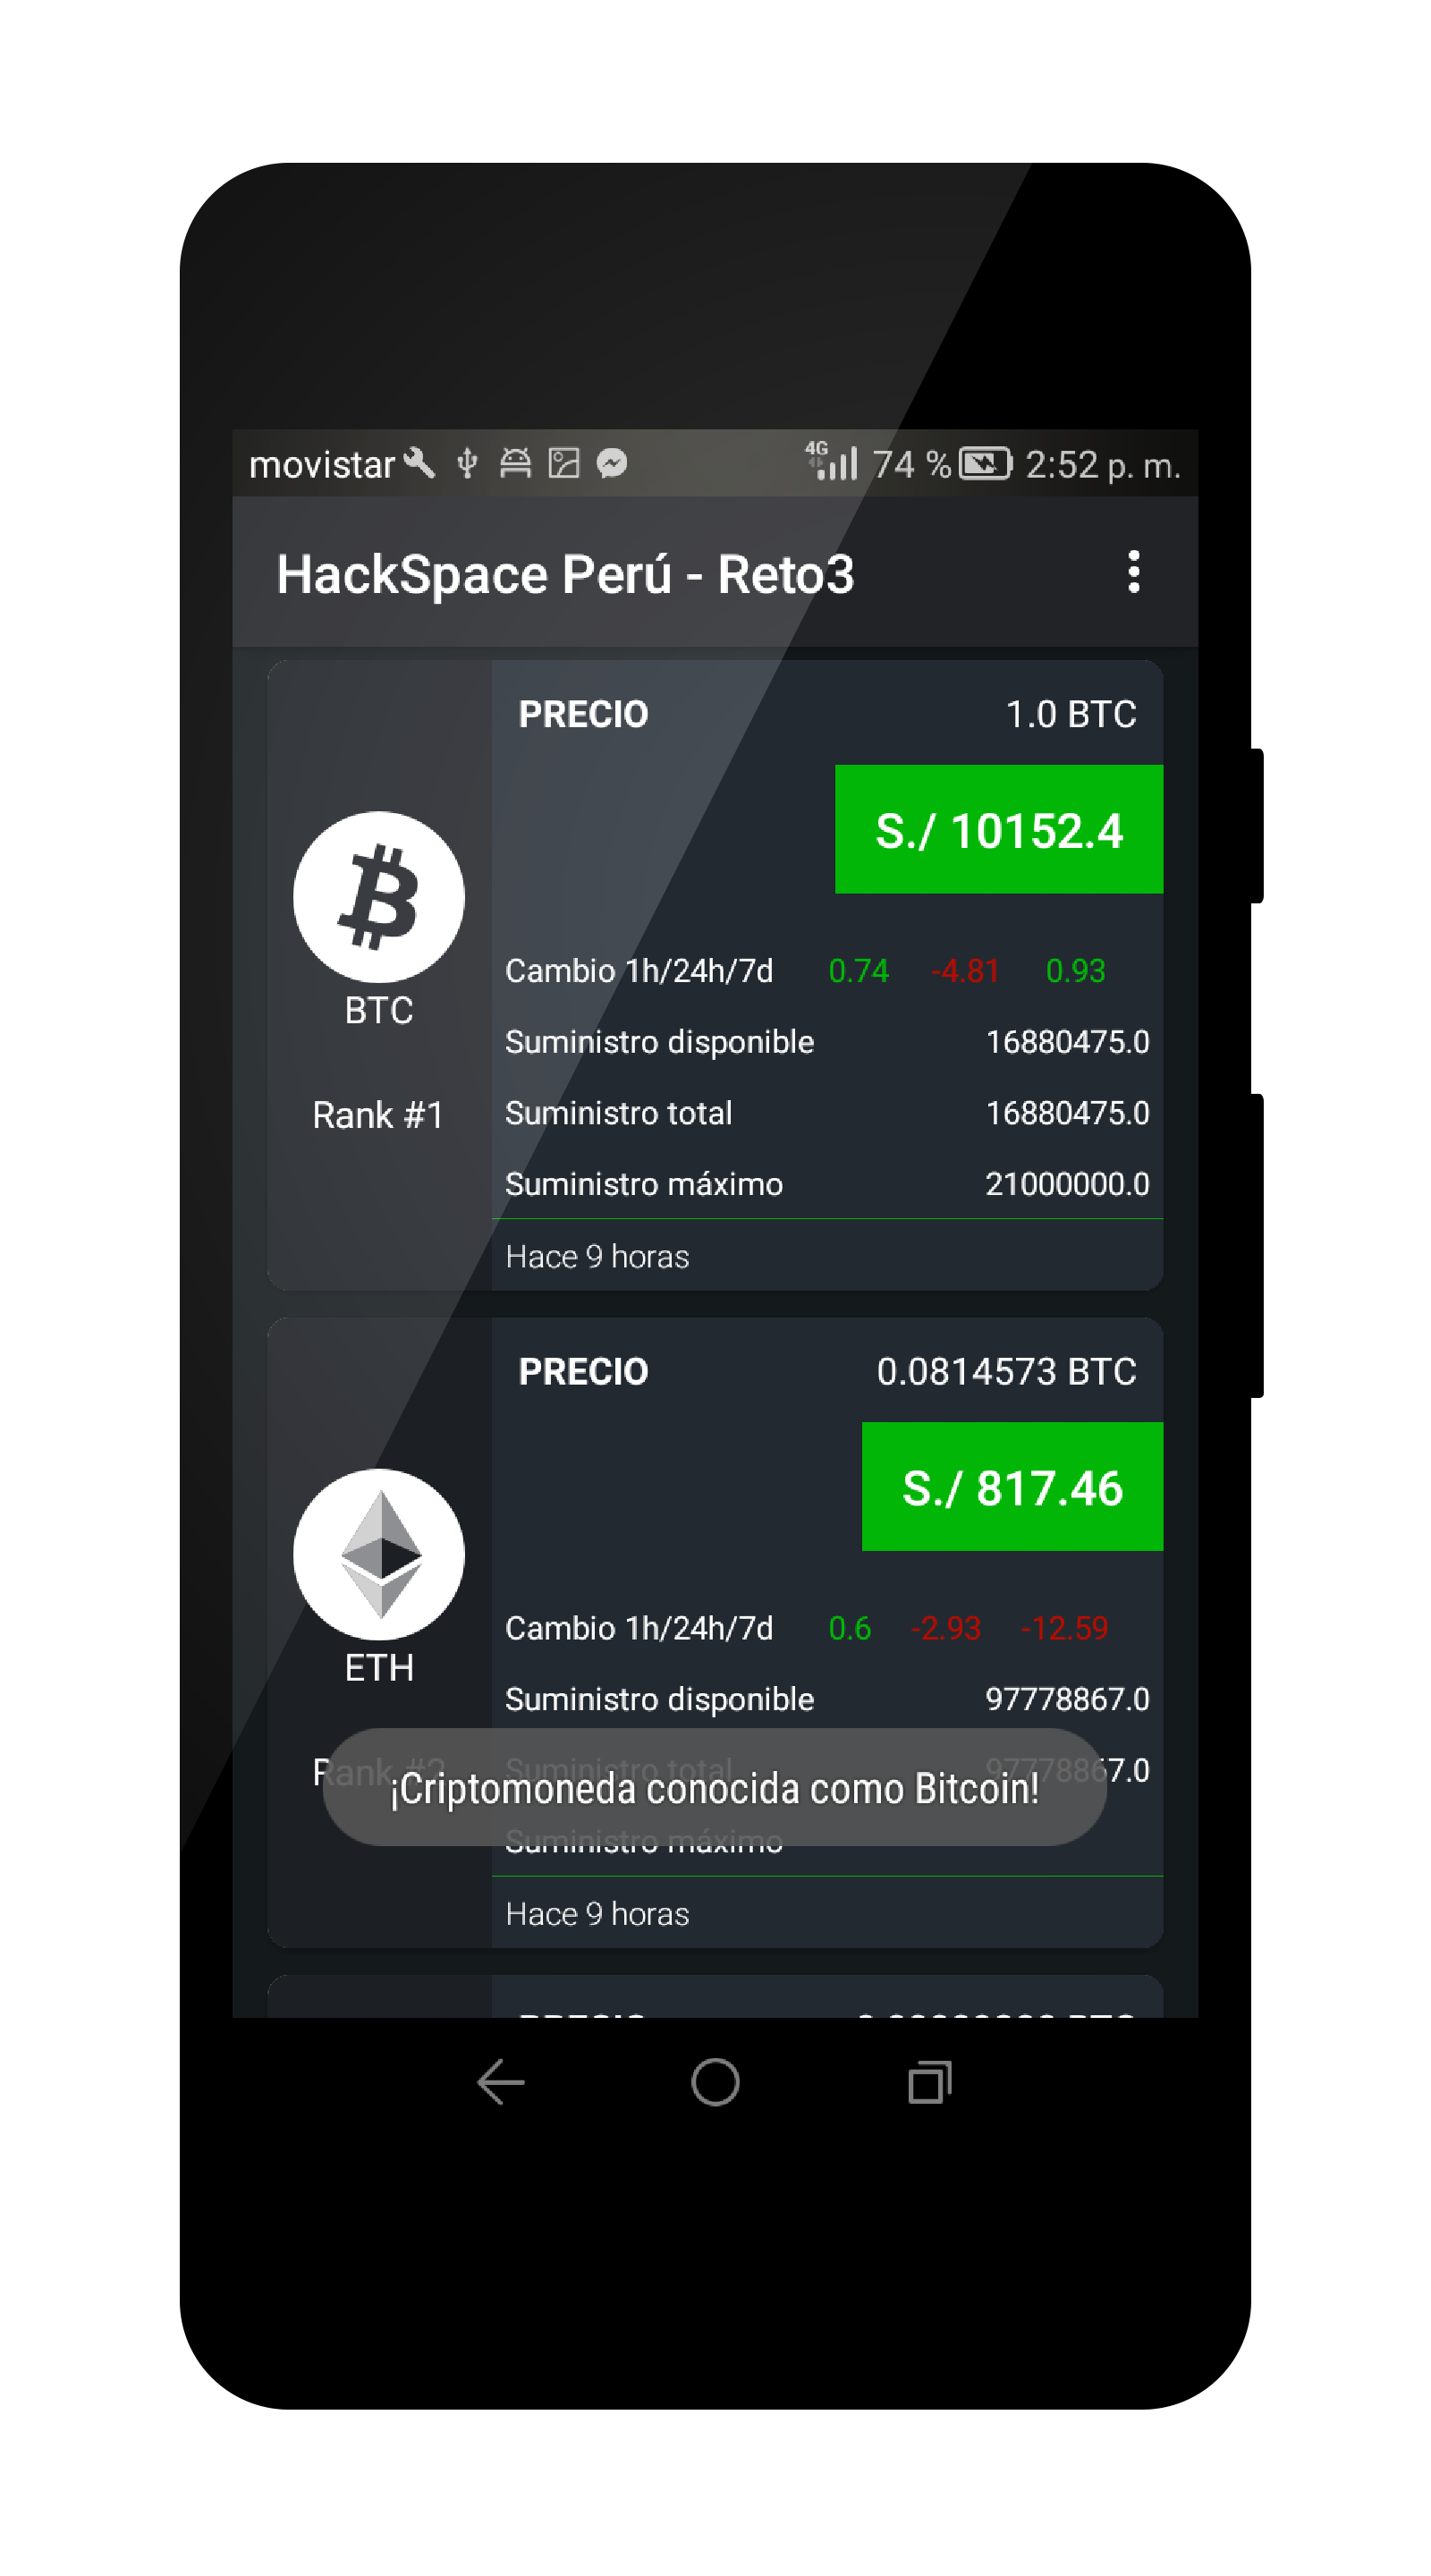 movistar 4G 74 % 2:52 p. m.
HackSpace Perú - Reto3
PRECIO 1.0 BTC
S./ 10152.4
BTC
Rank #1
Cambio 1h/24h/7d 0.74 -4.81 0.93
Suministro disponible 16880475.0
Suministro total 16880475.0
Suministro máximo 21000000.0
Hace 9 horas
PRECIO 0.0814573 BTC
S./ 817.46
ETH
Rank #2
Cambio 1h/24h/7d 0.6 -2.93 -12.59
Suministro disponible 97778867.0
Suministro total 97778867.0
¡Criptomoneda conocida como Bitcoin!
Suministro máximo
Hace 9 horas
PRECIO BTC